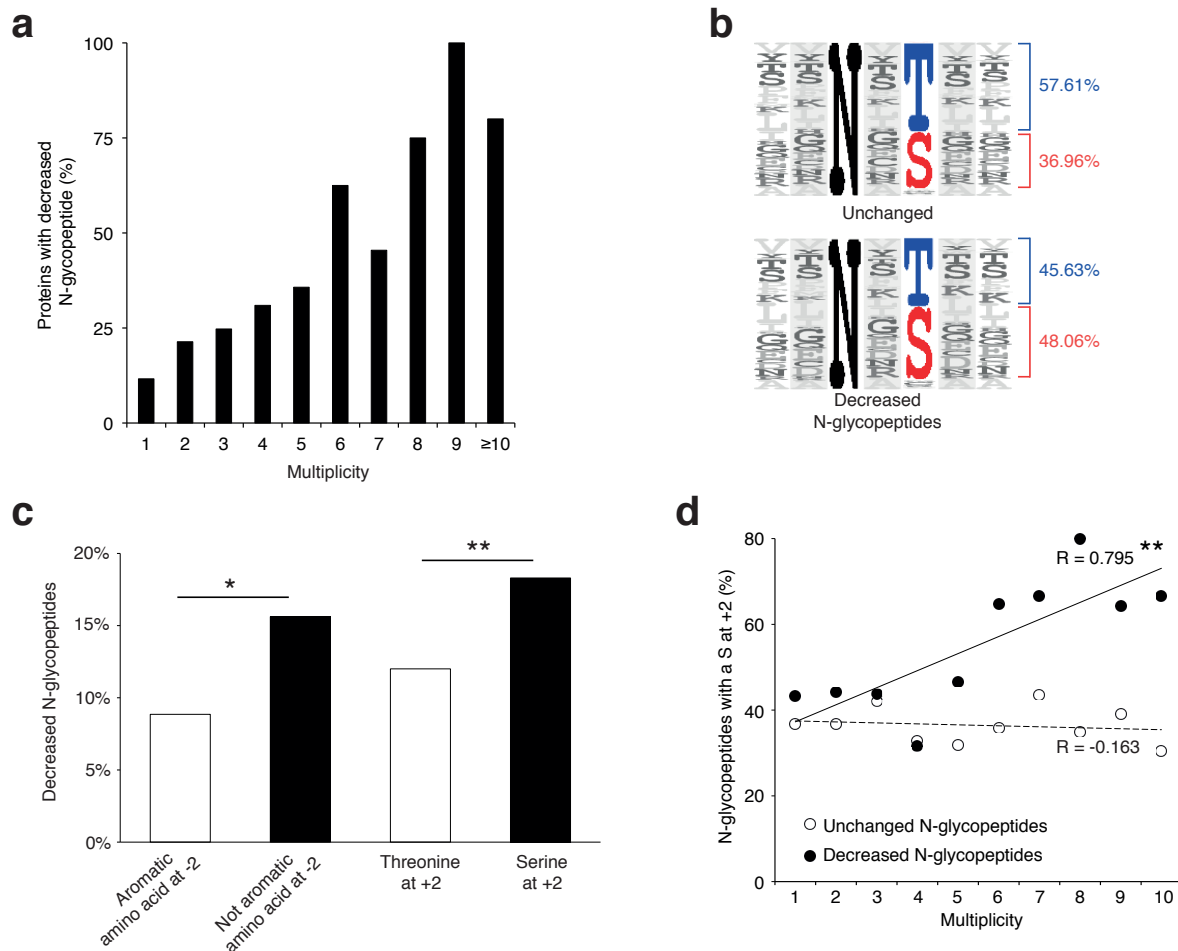 a
Proteins with decreased
N-gycopeptide (%)
100
75
50
25
0
1 2 3 4 5 6 7 8 9 ≥10
Multiplicity
b
N
T
S
57.61%
36.96%
Unchanged
N
T
S
45.63%
48.06%
Decreased
N-glycopeptides
c
Decreased N-glycopeptides
20%
15%
10%
5%
0%
*
**
Aromatic
amino acid at -2
Not aromatic
amino acid at -2
Threonine
at +2
Serine
at +2
d
N-glycopeptides with a S at +2 (%)
80
60
40
20
0
**
R = 0.795
R = -0.163
Unchanged N-glycopeptides
Decreased N-glycopeptides
1 2 3 4 5 6 7 8 9 10
Multiplicity